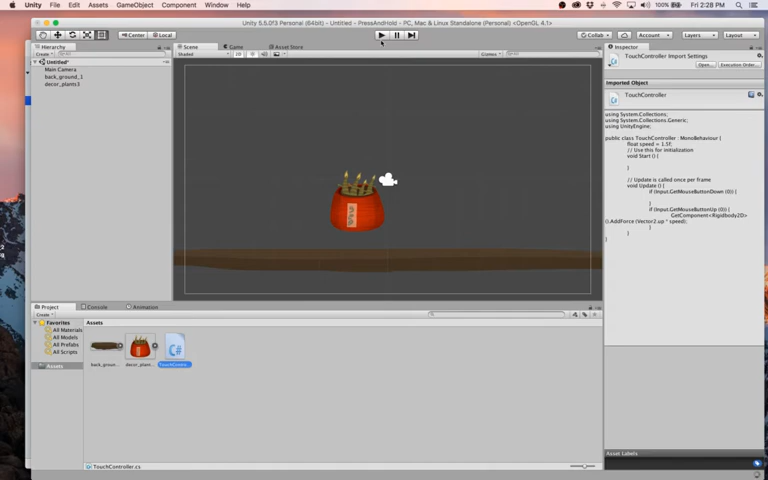 Unity File Edit Assets GameObject Component Window Help 100% Fri 2:28 PM
Unity 5.5.0f3 Personal (64bit) - Untitled - PressAndHold - PC, Mac & Linux Standalone (Personal) <OpenGL 4.1>
Center Local Collab Account Layers Layout
Hierarchy Scene Game Asset Store Inspector
Create Shaded 2D Gizmos
Untitled*
Main Camera
back_ground_1
decor_plants3
TouchController Import Settings
Open... Execution Order...
Imported Object
TouchController
using System.Collections;
using System.Collections.Generic;
using UnityEngine;
public class TouchController : MonoBehaviour {
float speed = 1.5f;
// Use this for initialization
void Start () {
}
// Update is called once per frame
void Update () {
if (Input.GetMouseButtonDown (0)) {
}
if (Input.GetMouseButtonUp (0)) {
GetComponent<Rigidbody2D>
().AddForce (Vector2.up * speed);
}
}
}
Project Console Animation
Create
Favorites
All Materials
All Models
All Prefabs
All Scripts
Assets
Assets
back_groun... decor_plant... TouchContro...
TouchController.cs
Asset Labels